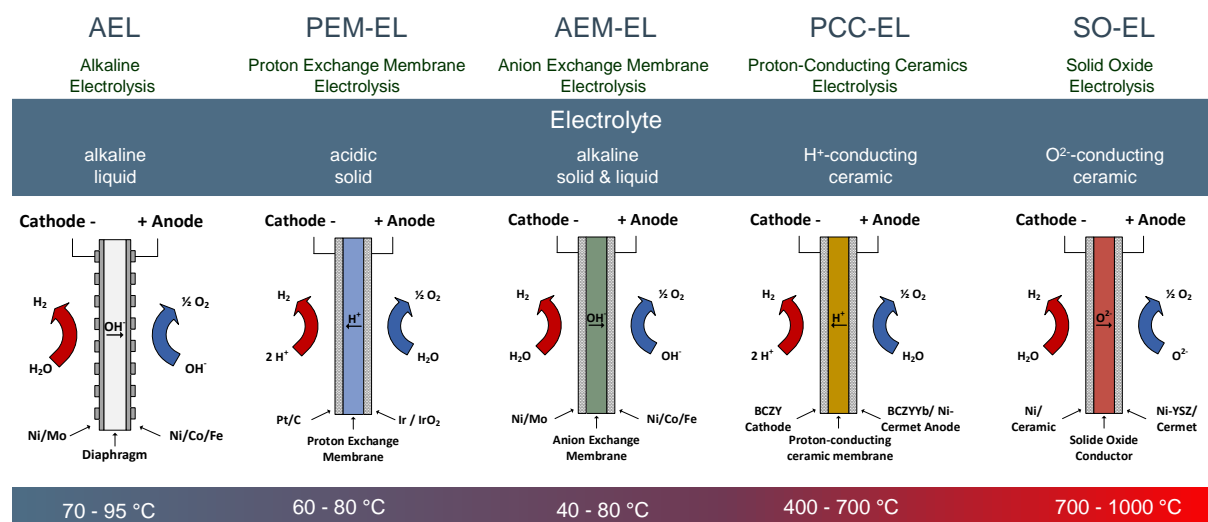 AEL
Alkaline
Electrolysis
PEM-EL
Proton Exchange Membrane
Electrolysis
AEM-EL
Anion Exchange Membrane
Electrolysis
PCC-EL
Proton-Conducting Ceramics
Electrolysis
SO-EL
Solid Oxide
Electrolysis
Electrolyte
alkaline
liquid
acidic
solid
alkaline
solid & liquid
H⁺-conducting
ceramic
O²⁻-conducting
ceramic
Cathode - + Anode
H₂
½ O₂
OH⁻
H₂O
OH⁻
Ni/Mo
Ni/Co/Fe
Diaphragm
Cathode - + Anode
H₂
½ O₂
H⁺
2 H⁺
H₂O
Pt/C
Ir / IrO₂
Proton Exchange
Membrane
Cathode - + Anode
H₂
½ O₂
OH⁻
H₂O
OH⁻
Ni/Mo
Ni/Co/Fe
Anion Exchange
Membrane
Cathode - + Anode
H₂
½ O₂
H⁺
2 H⁺
H₂O
BCZY
Cathode
BCZYYb/ Ni-
Cermet Anode
Proton-conducting
ceramic membrane
Cathode - + Anode
H₂
½ O₂
O²⁻
H₂O
O²⁻
Ni/
Ceramic
Ni-YSZ/
Cermet
Solide Oxide
Conductor
70 - 95 °C
60 - 80 °C
40 - 80 °C
400 - 700 °C
700 - 1000 °C